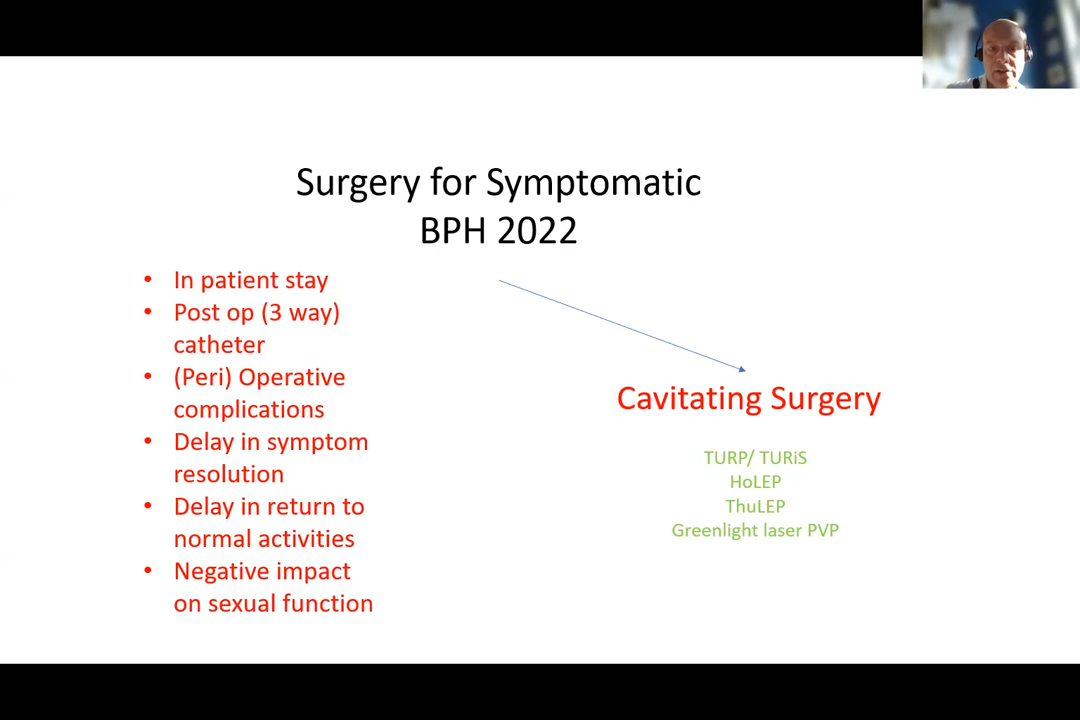 Surgery for Symptomatic
BPH 2022
• In patient stay
• Post op (3 way)
catheter
• (Peri) Operative
complications
• Delay in symptom
resolution
• Delay in return to
normal activities
• Negative impact
on sexual function
Cavitating Surgery
TURP/ TURiS
HoLEP
ThuLEP
Greenlight laser PVP